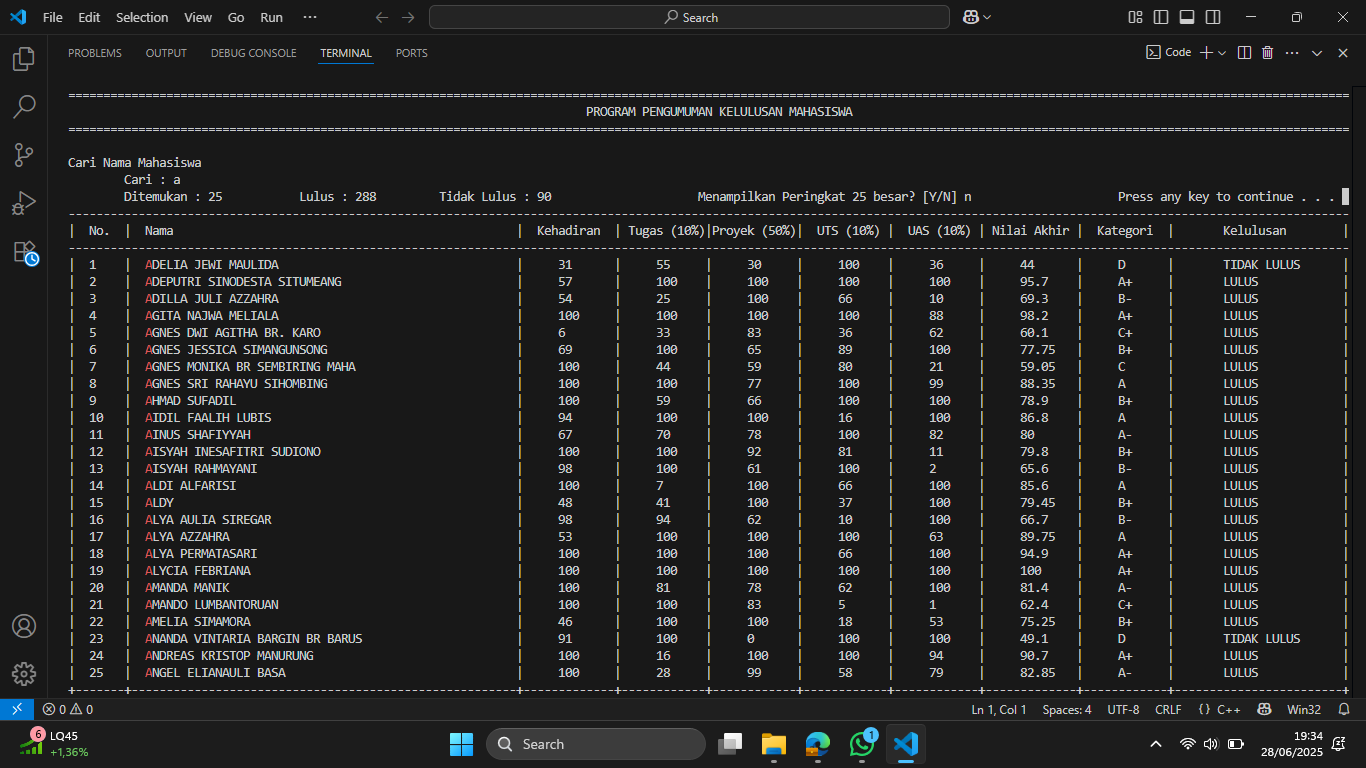 File Edit Selection View Go Run ··· Search
PROBLEMS OUTPUT DEBUG CONSOLE TERMINAL PORTS Code
PROGRAM PENGUMUMAN KELULUSAN MAHASISWA
Cari Nama Mahasiswa
Cari : a
Ditemukan : 25 Lulus : 288 Tidak Lulus : 90 Menampilkan Peringkat 25 besar? [Y/N] n Press any key to continue . . .
| No. | Nama | Kehadiran | Tugas (10%)|Proyek (50%)| UTS (10%) | UAS (10%) | Nilai Akhir | Kategori | Kelulusan |
| 1 | ADELIA JEWI MAULIDA | 31 | 55 | 30 | 100 | 36 | 44 | D | TIDAK LULUS |
| 2 | ADEPUTRI SINODESTA SITUMEANG | 57 | 100 | 100 | 100 | 100 | 95.7 | A+ | LULUS |
| 3 | ADILLA JULI AZZAHRA | 54 | 25 | 100 | 66 | 10 | 69.3 | B- | LULUS |
| 4 | AGITA NAJWA MELIALA | 100 | 100 | 100 | 100 | 88 | 98.2 | A+ | LULUS |
| 5 | AGNES DWI AGITHA BR. KARO | 6 | 33 | 83 | 36 | 62 | 60.1 | C+ | LULUS |
| 6 | AGNES JESSICA SIMANGUNSONG | 69 | 100 | 65 | 89 | 100 | 77.75 | B+ | LULUS |
| 7 | AGNES MONIKA BR SEMBIRING MAHA | 100 | 44 | 59 | 80 | 21 | 59.05 | C | LULUS |
| 8 | AGNES SRI RAHAYU SIHOMBING | 100 | 100 | 77 | 100 | 99 | 88.35 | A | LULUS |
| 9 | AHMAD SUFADIL | 100 | 59 | 66 | 100 | 100 | 78.9 | B+ | LULUS |
| 10 | AIDIL FAALIH LUBIS | 94 | 100 | 100 | 16 | 100 | 86.8 | A | LULUS |
| 11 | AINUS SHAFIYYAH | 67 | 70 | 78 | 100 | 82 | 80 | A- | LULUS |
| 12 | AISYAH INESAFITRI SUDIONO | 100 | 100 | 92 | 81 | 11 | 79.8 | B+ | LULUS |
| 13 | AISYAH RAHMAYANI | 98 | 100 | 61 | 100 | 2 | 65.6 | B- | LULUS |
| 14 | ALDI ALFARISI | 100 | 7 | 100 | 66 | 100 | 85.6 | A | LULUS |
| 15 | ALDY | 48 | 41 | 100 | 37 | 100 | 79.45 | B+ | LULUS |
| 16 | ALYA AULIA SIREGAR | 98 | 94 | 62 | 10 | 100 | 66.7 | B- | LULUS |
| 17 | ALYA AZZAHRA | 53 | 100 | 100 | 100 | 63 | 89.75 | A | LULUS |
| 18 | ALYA PERMATASARI | 100 | 100 | 100 | 66 | 100 | 94.9 | A+ | LULUS |
| 19 | ALYCIA FEBRIANA | 100 | 100 | 100 | 100 | 100 | 100 | A+ | LULUS |
| 20 | AMANDA MANIK | 100 | 81 | 78 | 62 | 100 | 81.4 | A- | LULUS |
| 21 | AMANDO LUMBANTORUAN | 100 | 100 | 83 | 5 | 1 | 62.4 | C+ | LULUS |
| 22 | AMELIA SIMAMORA | 46 | 100 | 100 | 18 | 53 | 75.25 | B+ | LULUS |
| 23 | ANANDA VINTARIA BARGIN BR BARUS | 91 | 100 | 0 | 100 | 100 | 49.1 | D | TIDAK LULUS |
| 24 | ANDREAS KRISTOP MANURUNG | 100 | 16 | 100 | 100 | 94 | 90.7 | A+ | LULUS |
| 25 | ANGEL ELIANAULI BASA | 100 | 28 | 99 | 58 | 79 | 82.85 | A- | LULUS |
0 0 Ln 1, Col 1 Spaces: 4 UTF-8 CRLF {} C++ Win32
6 LQ45
+1,36%
Search
1
19:34
28/06/2025